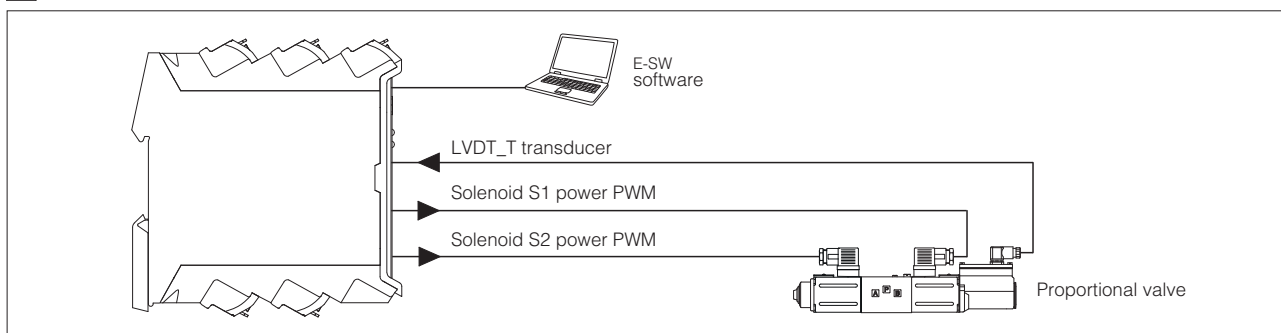 E-SW
software
LVDT_T transducer
Solenoid S1 power PWM
Solenoid S2 power PWM
A P B
Proportional valve